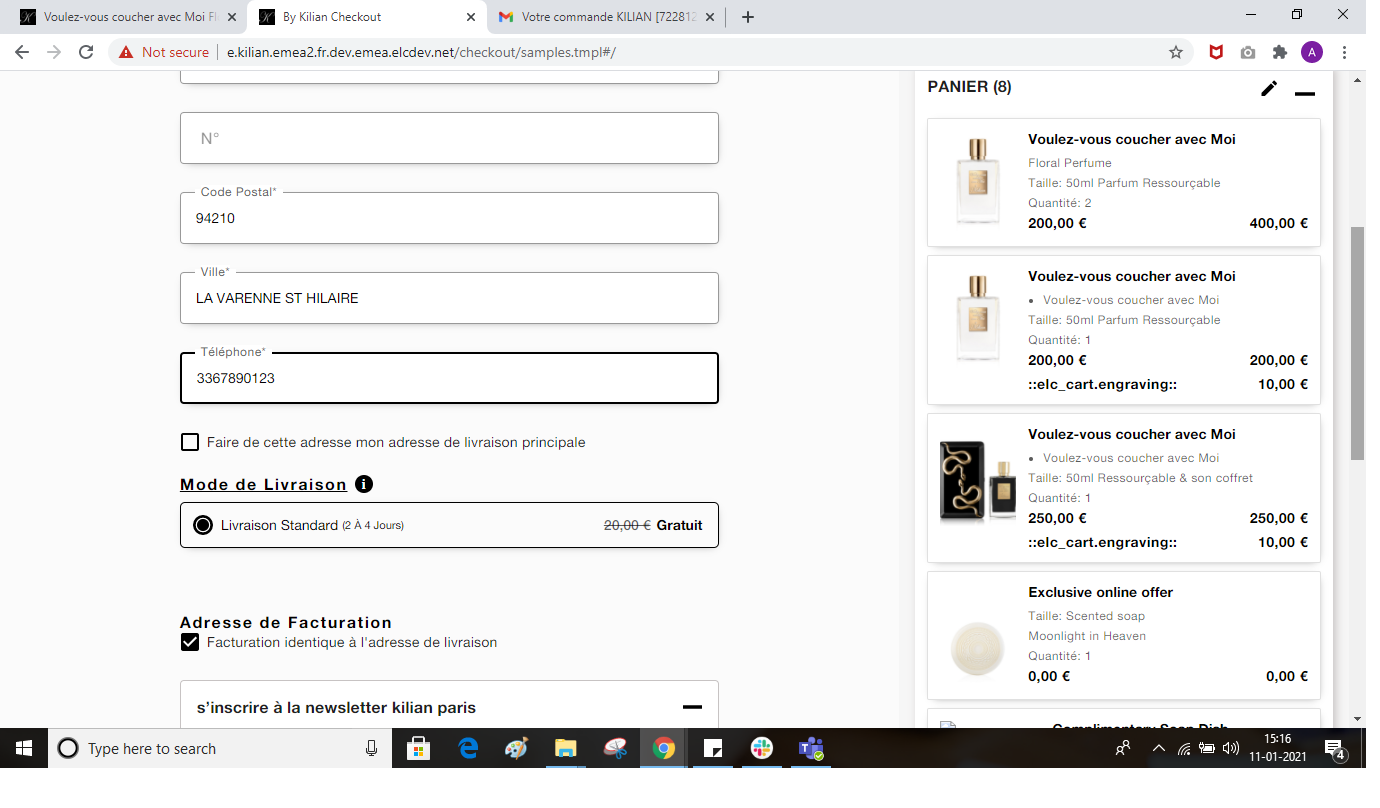 Voulez-vous coucher avec Moi Fl
By Kilian Checkout
Votre commande KILIAN [722812
Not secure
e.kilian.emea2.fr.dev.emea.elcdev.net/checkout/samples.tmpl#/
A
N°
Code Postal*
94210
Ville*
LA VARENNE ST HILAIRE
Téléphone*
3367890123
Faire de cette adresse mon adresse de livraison principale
Mode de Livraison
Livraison Standard (2 À 4 Jours) 20,00 € Gratuit
Adresse de Facturation
Facturation identique à l'adresse de livraison
s'inscrire à la newsletter kilian paris
PANIER (8)
Voulez-vous coucher avec Moi
Floral Perfume
Taille: 50ml Parfum Ressourçable
Quantité: 2
200,00 € 400,00 €
Voulez-vous coucher avec Moi
• Voulez-vous coucher avec Moi
Taille: 50ml Parfum Ressourçable
Quantité: 1
200,00 € 200,00 €
::elc_cart.engraving:: 10,00 €
Voulez-vous coucher avec Moi
• Voulez-vous coucher avec Moi
Taille: 50ml Ressourçable & son coffret
Quantité: 1
250,00 € 250,00 €
::elc_cart.engraving:: 10,00 €
Exclusive online offer
Taille: Scented soap
Moonlight in Heaven
Quantité: 1
0,00 € 0,00 €
Complimentary Soap Dish
Type here to search
15:16
11-01-2021
4